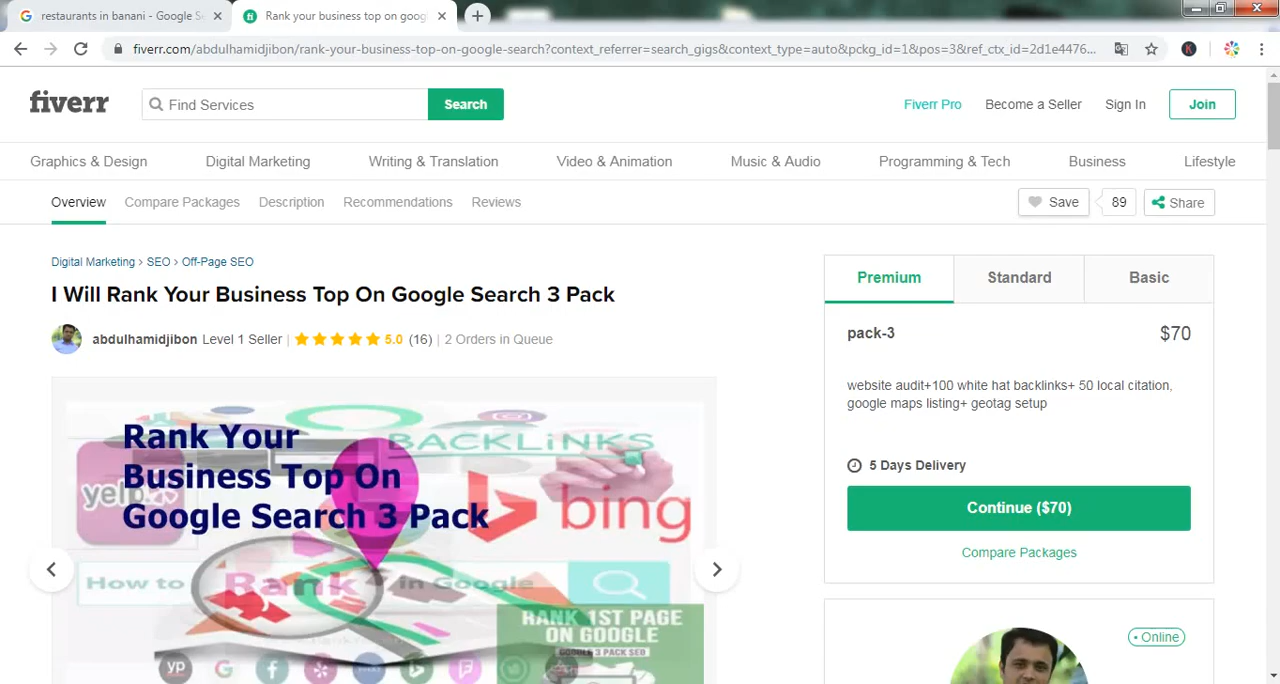 restaurants in banani - Google S
Rank your business top on goog
fiverr.com/abdulhamidjibon/rank-your-business-top-on-google-search?context_referrer=search_gigs&context_type=auto&pckg_id=1&pos=3&ref_ctx_id=2d1e4476...
fiverr
Find Services
Search
Fiverr Pro
Become a Seller
Sign In
Join
Graphics & Design
Digital Marketing
Writing & Translation
Video & Animation
Music & Audio
Programming & Tech
Business
Lifestyle
Overview
Compare Packages
Description
Recommendations
Reviews
Save
89
Share
Digital Marketing > SEO > Off-Page SEO
I Will Rank Your Business Top On Google Search 3 Pack
abdulhamidjibon Level 1 Seller | 5.0 (16) | 2 Orders in Queue
Premium
Standard
Basic
pack-3
$70
website audit+100 white hat backlinks+ 50 local citation,
google maps listing+ geotag setup
5 Days Delivery
Continue ($70)
Compare Packages
Online
BACKLINKS
Rank Your
Business Top On
Google Search 3 Pack
yelp
bing
How to Rank in Google
RANK 1ST PAGE
ON GOOGLE
GOOGLE 3 PACK SEO
yp